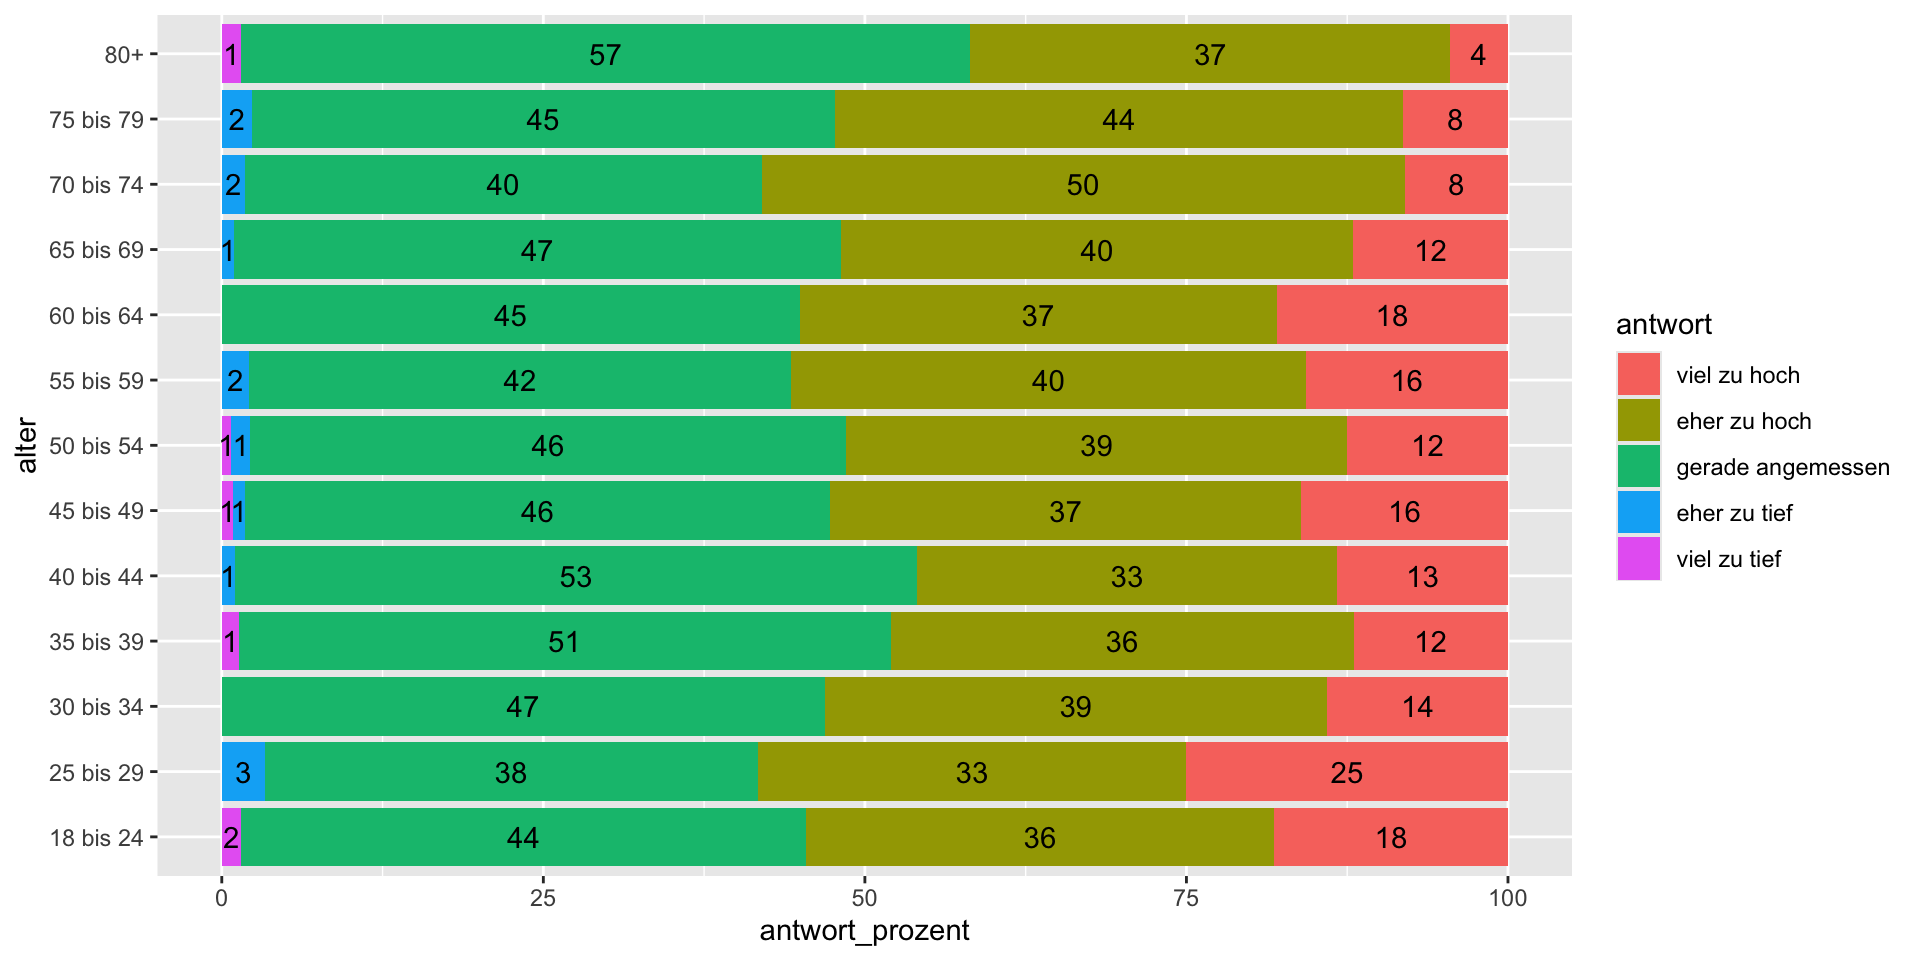 80+ 1 57 37 4
75 bis 79 2 45 44 8
70 bis 74 2 40 50 8
65 bis 69 1 47 40 12
60 bis 64 45 37 18
55 bis 59 2 42 40 16
50 bis 54 1 1 46 39 12
45 bis 49 1 1 46 37 16
40 bis 44 1 53 33 13
35 bis 39 1 51 36 12
30 bis 34 47 39 14
25 bis 29 3 38 33 25
18 bis 24 2 44 36 18
alter
0 25 50 75 100
antwort_prozent
antwort
viel zu hoch
eher zu hoch
gerade angemessen
eher zu tief
viel zu tief